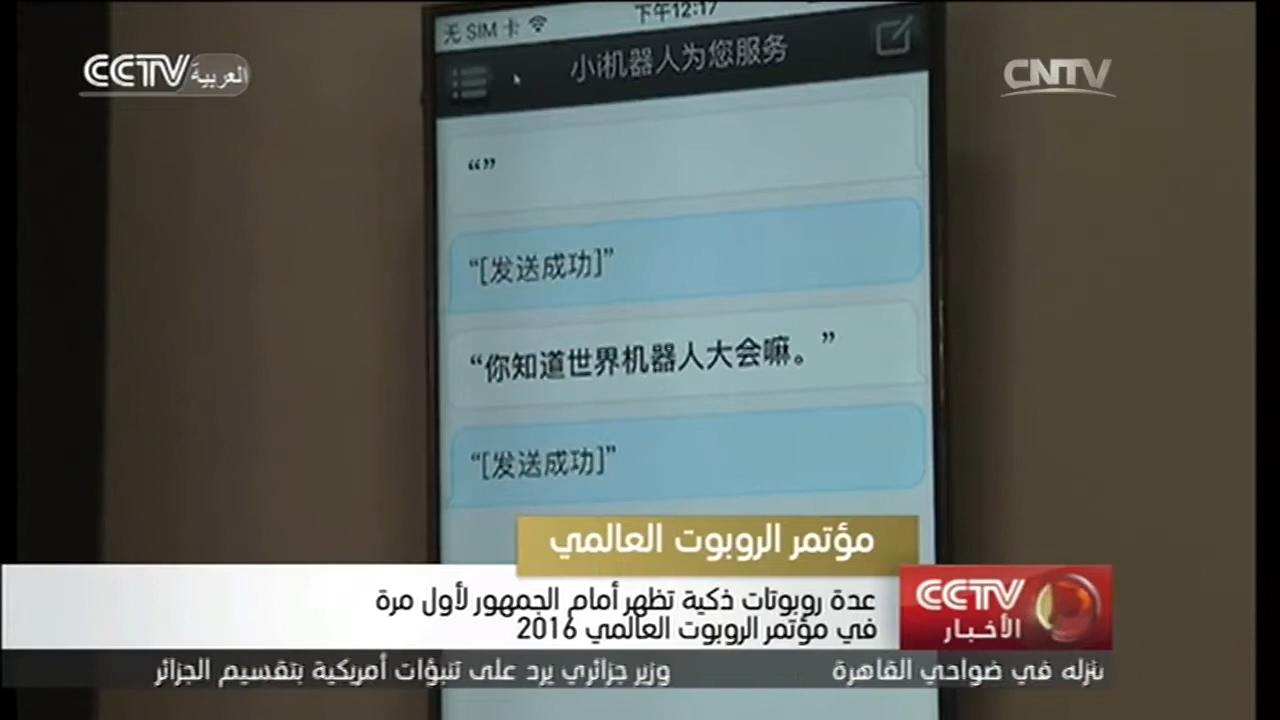 无 SIM 卡
下午12:17
CCTV العربية
CNTV
小i机器人为您服务
“”
“[发送成功]”
“你知道世界机器人大会嘛。”
“[发送成功]”
مؤتمر الروبوت العالمي
عدة روبوتات ذكية تظهر أمام الجمهور لأول مرة
في مؤتمر الروبوت العالمي 2016
CCTV
الأخبار
بنزله في ضواحي القاهرة وزير جزائري يرد على تنبؤات أمريكية بتقسيم الجزائر